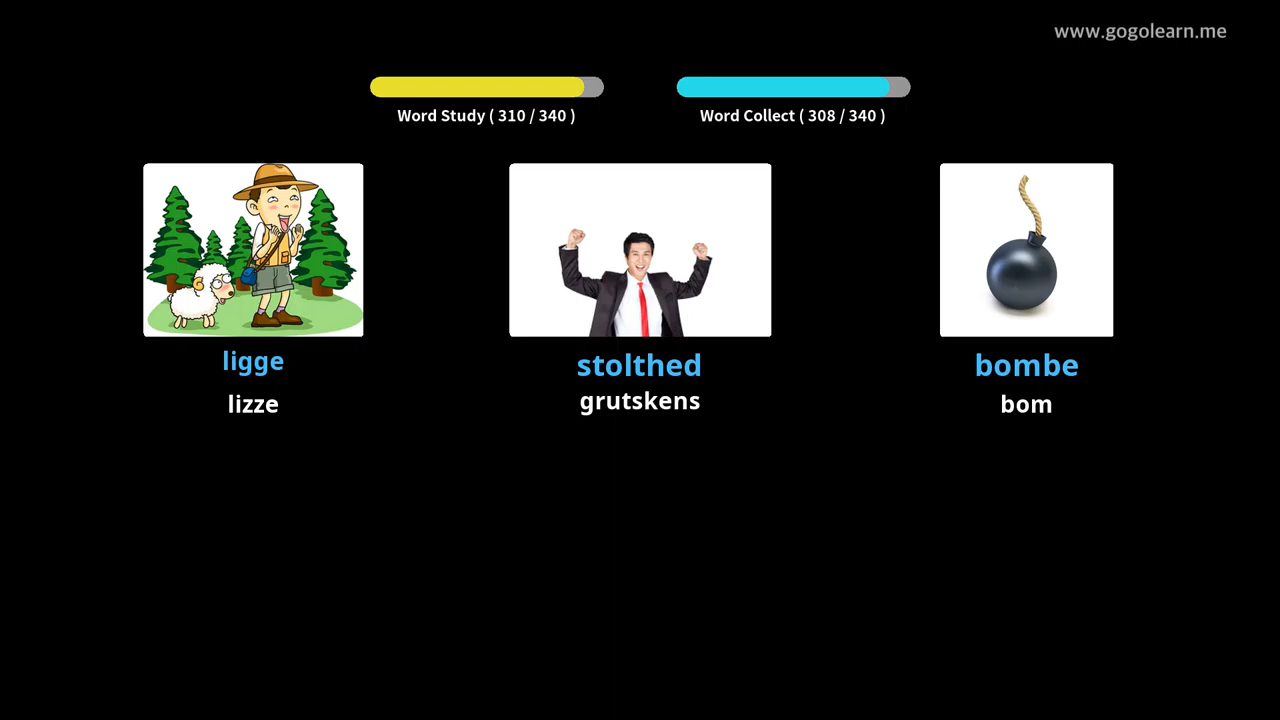 www.gogolearn.me
Word Study ( 310 / 340 )
Word Collect ( 308 / 340 )
ligge
stolthed
bombe
lizze
grutskens
bom